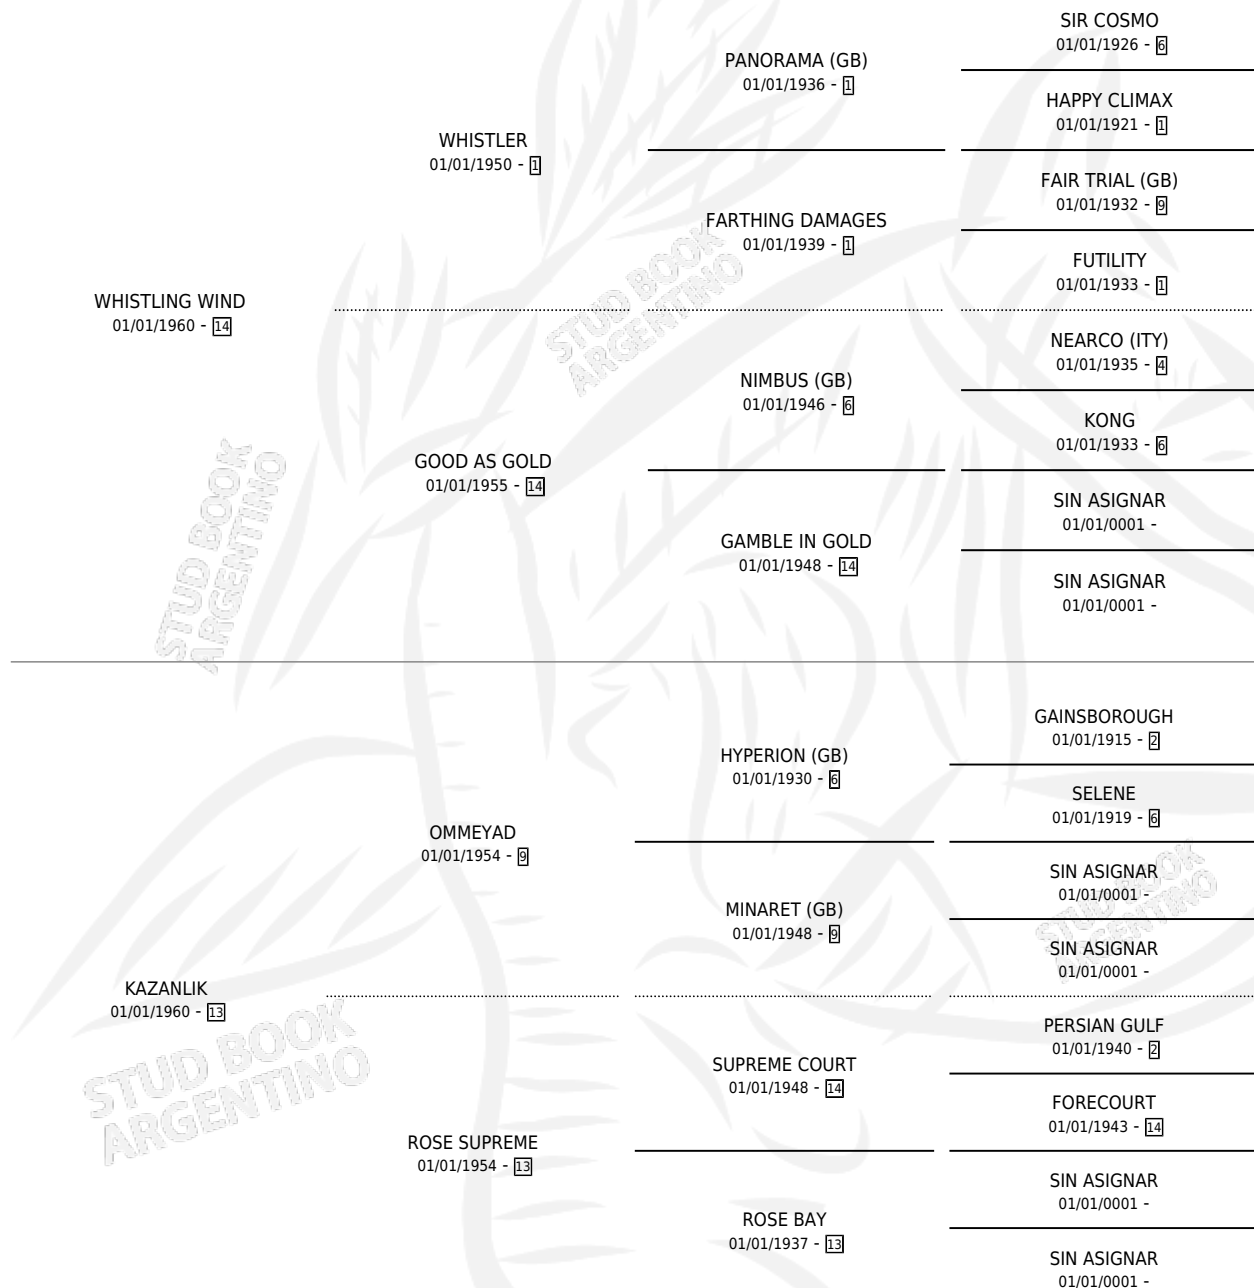 SIR COSMO
01/01/1926 - 6
PANORAMA (GB)
01/01/1936 - 1
HAPPY CLIMAX
01/01/1921 - 1
WHISTLER
01/01/1950 - 1
FAIR TRIAL (GB)
01/01/1932 - 9
FARTHING DAMAGES
01/01/1939 - 1
FUTILITY
01/01/1933 - 1
WHISTLING WIND
01/01/1960 - 14
STUD BOOK
ARGENTINO
NEARCO (ITY)
01/01/1935 - 4
NIMBUS (GB)
01/01/1946 - 6
KONG
01/01/1933 - 6
GOOD AS GOLD
01/01/1955 - 14
STUD BOOK
ARGENTINO
SIN ASIGNAR
01/01/0001 -
GAMBLE IN GOLD
01/01/1948 - 14
SIN ASIGNAR
01/01/0001 -
GAINSBOROUGH
01/01/1915 - 2
HYPERION (GB)
01/01/1930 - 6
SELENE
01/01/1919 - 6
OMMEYAD
01/01/1954 - 9
SIN ASIGNAR
01/01/0001 -
STUD BOOK
ARGENTINO
MINARET (GB)
01/01/1948 - 9
SIN ASIGNAR
01/01/0001 -
KAZANLIK
01/01/1960 - 13
STUD BOOK
ARGENTINO
PERSIAN GULF
01/01/1940 - 2
SUPREME COURT
01/01/1948 - 14
FORECOURT
01/01/1943 - 14
ROSE SUPREME
01/01/1954 - 13
SIN ASIGNAR
01/01/0001 -
ROSE BAY
01/01/1937 - 13
SIN ASIGNAR
01/01/0001 -